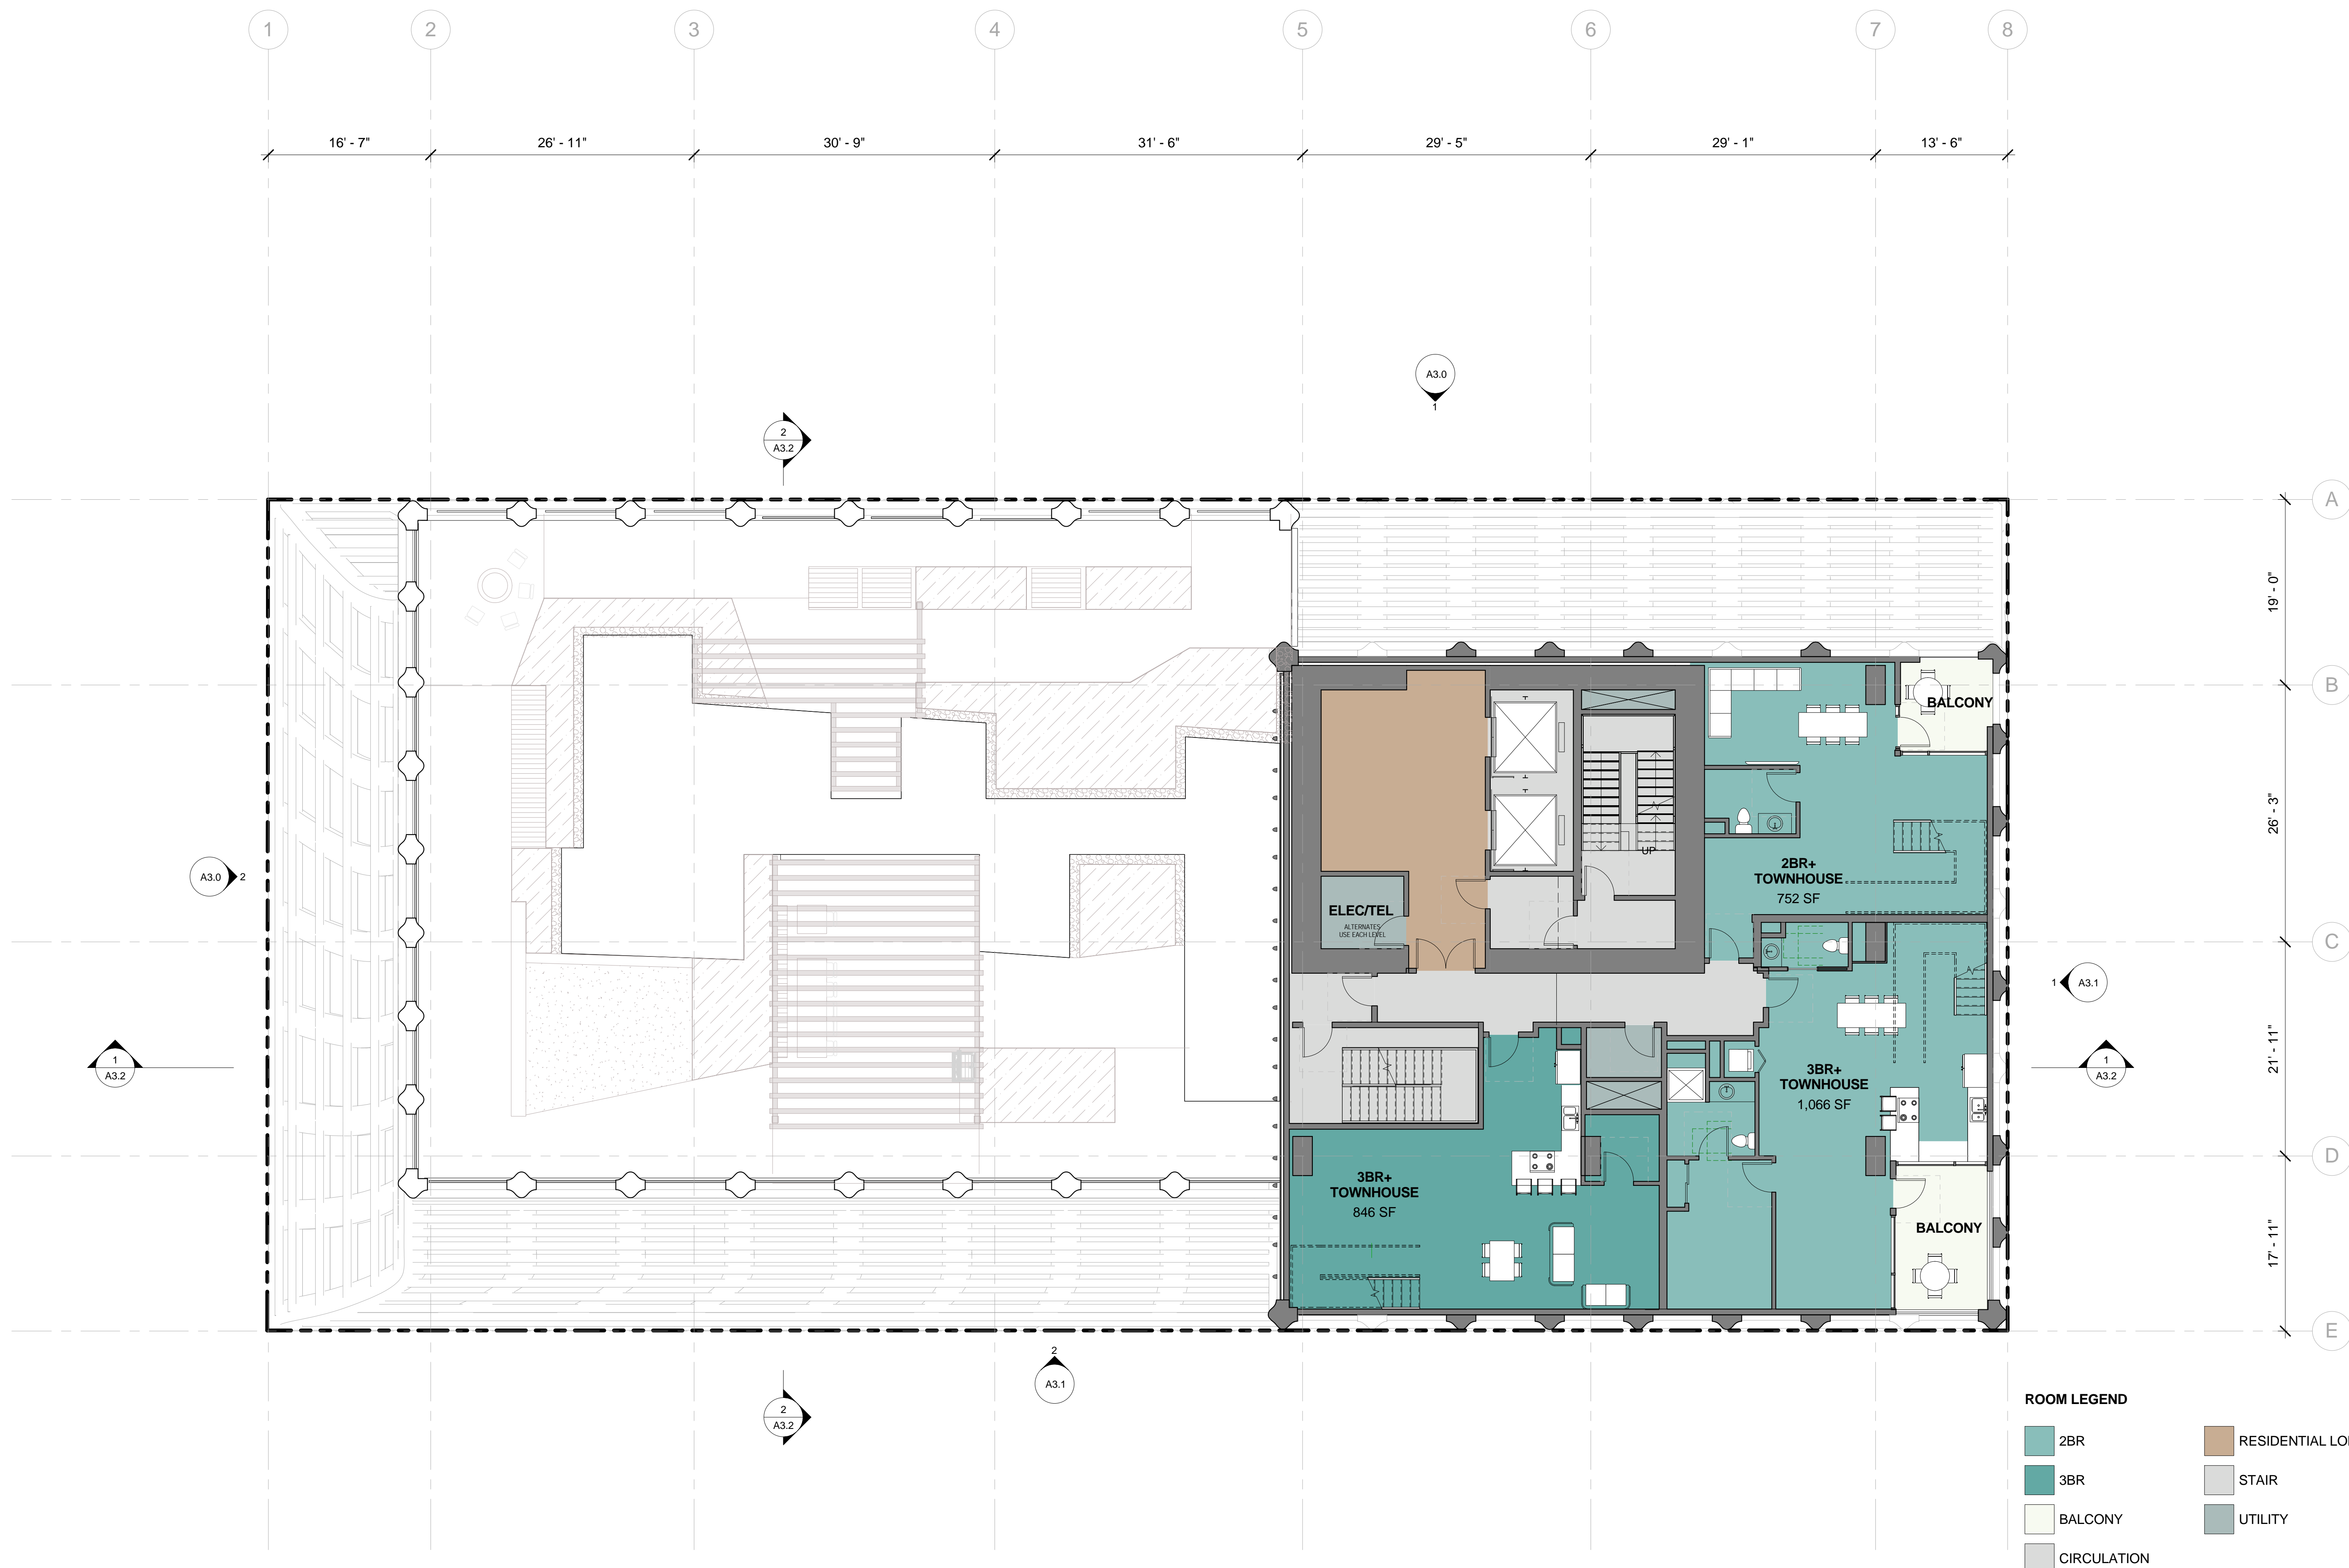 1 2 3 4 5 6 7 8
16' - 7" 26' - 11" 30' - 9" 31' - 6" 29' - 5" 29' - 1" 13' - 6"
A3.0
1
2
A3.2
A
19' - 0"
B
BALCONY
26' - 3"
UP
2BR+
TOWNHOUSE
752 SF
A3.0 2
ELEC/TEL
ALTERNATES
USE EACH LEVEL
C
1 A3.1
21' - 11"
1
A3.2
3BR+
TOWNHOUSE
1,066 SF
1
A3.2
D
3BR+
TOWNHOUSE
846 SF
BALCONY
17' - 11"
E
2
A3.1
2
A3.2
ROOM LEGEND
2BR
RESIDENTIAL LO
3BR
STAIR
BALCONY
UTILITY
CIRCULATION